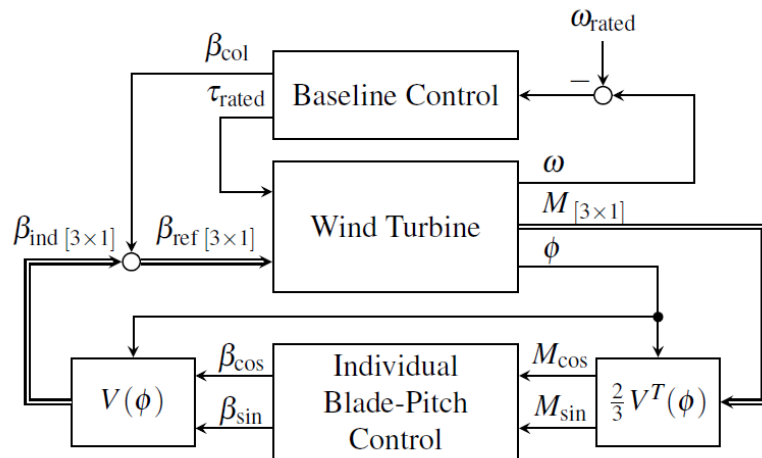 ω_rated
β_col
τ_rated
Baseline Control
−
ω
M [3×1]
Wind Turbine
ϕ
β_ind [3×1]
β_ref [3×1]
V(ϕ)
β_cos
β_sin
Individual
Blade-Pitch
Control
M_cos
M_sin
2/3 V^T(ϕ)